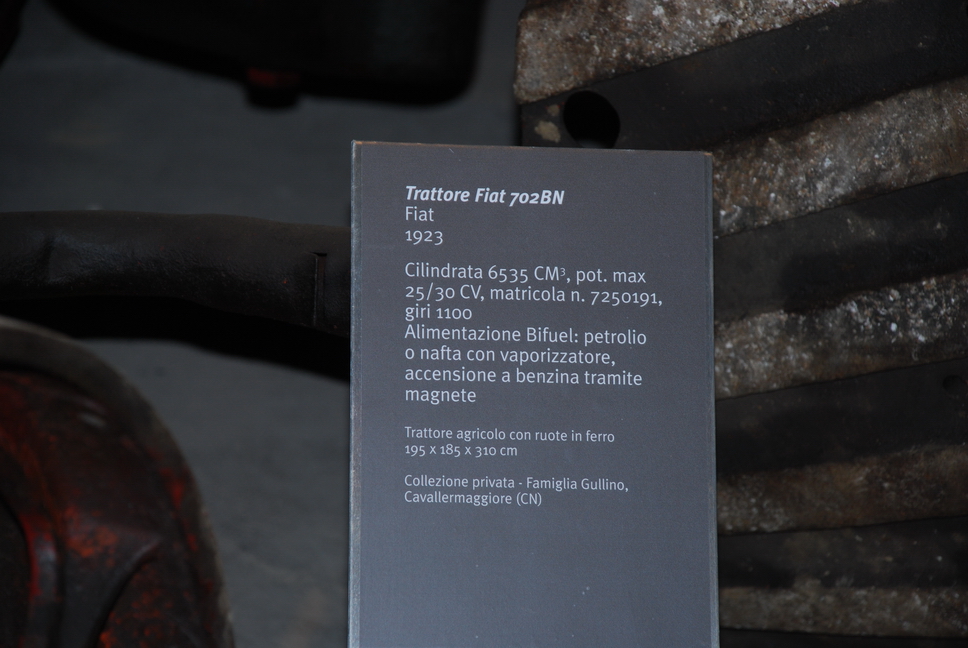 Trattore Fiat 702BN
Fiat
1923
Cilindrata 6535 CM³, pot. max
25/30 CV, matricola n. 7250191,
giri 1100
Alimentazione Bifuel: petrolio
o nafta con vaporizzatore,
accensione a benzina tramite
magnete
Trattore agricolo con ruote in ferro
195 x 185 x 310 cm
Collezione privata - Famiglia Gullino,
Cavallermaggiore (CN)